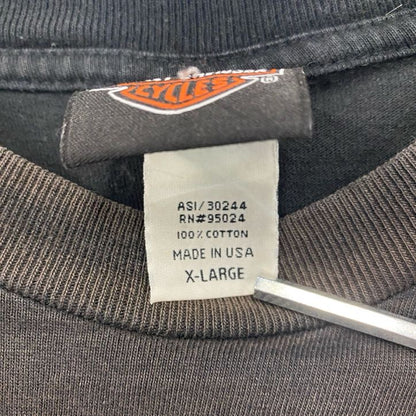 CYCLES
®
ASI/30244
RN#95024
100% COTTON
MADE IN USA
X-LARGE